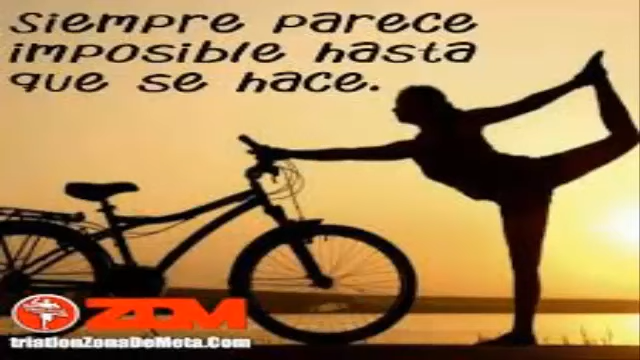 Siempre parece
imposible hasta
que se hace.
ZDM
triatlonZonaDeMeta.Com